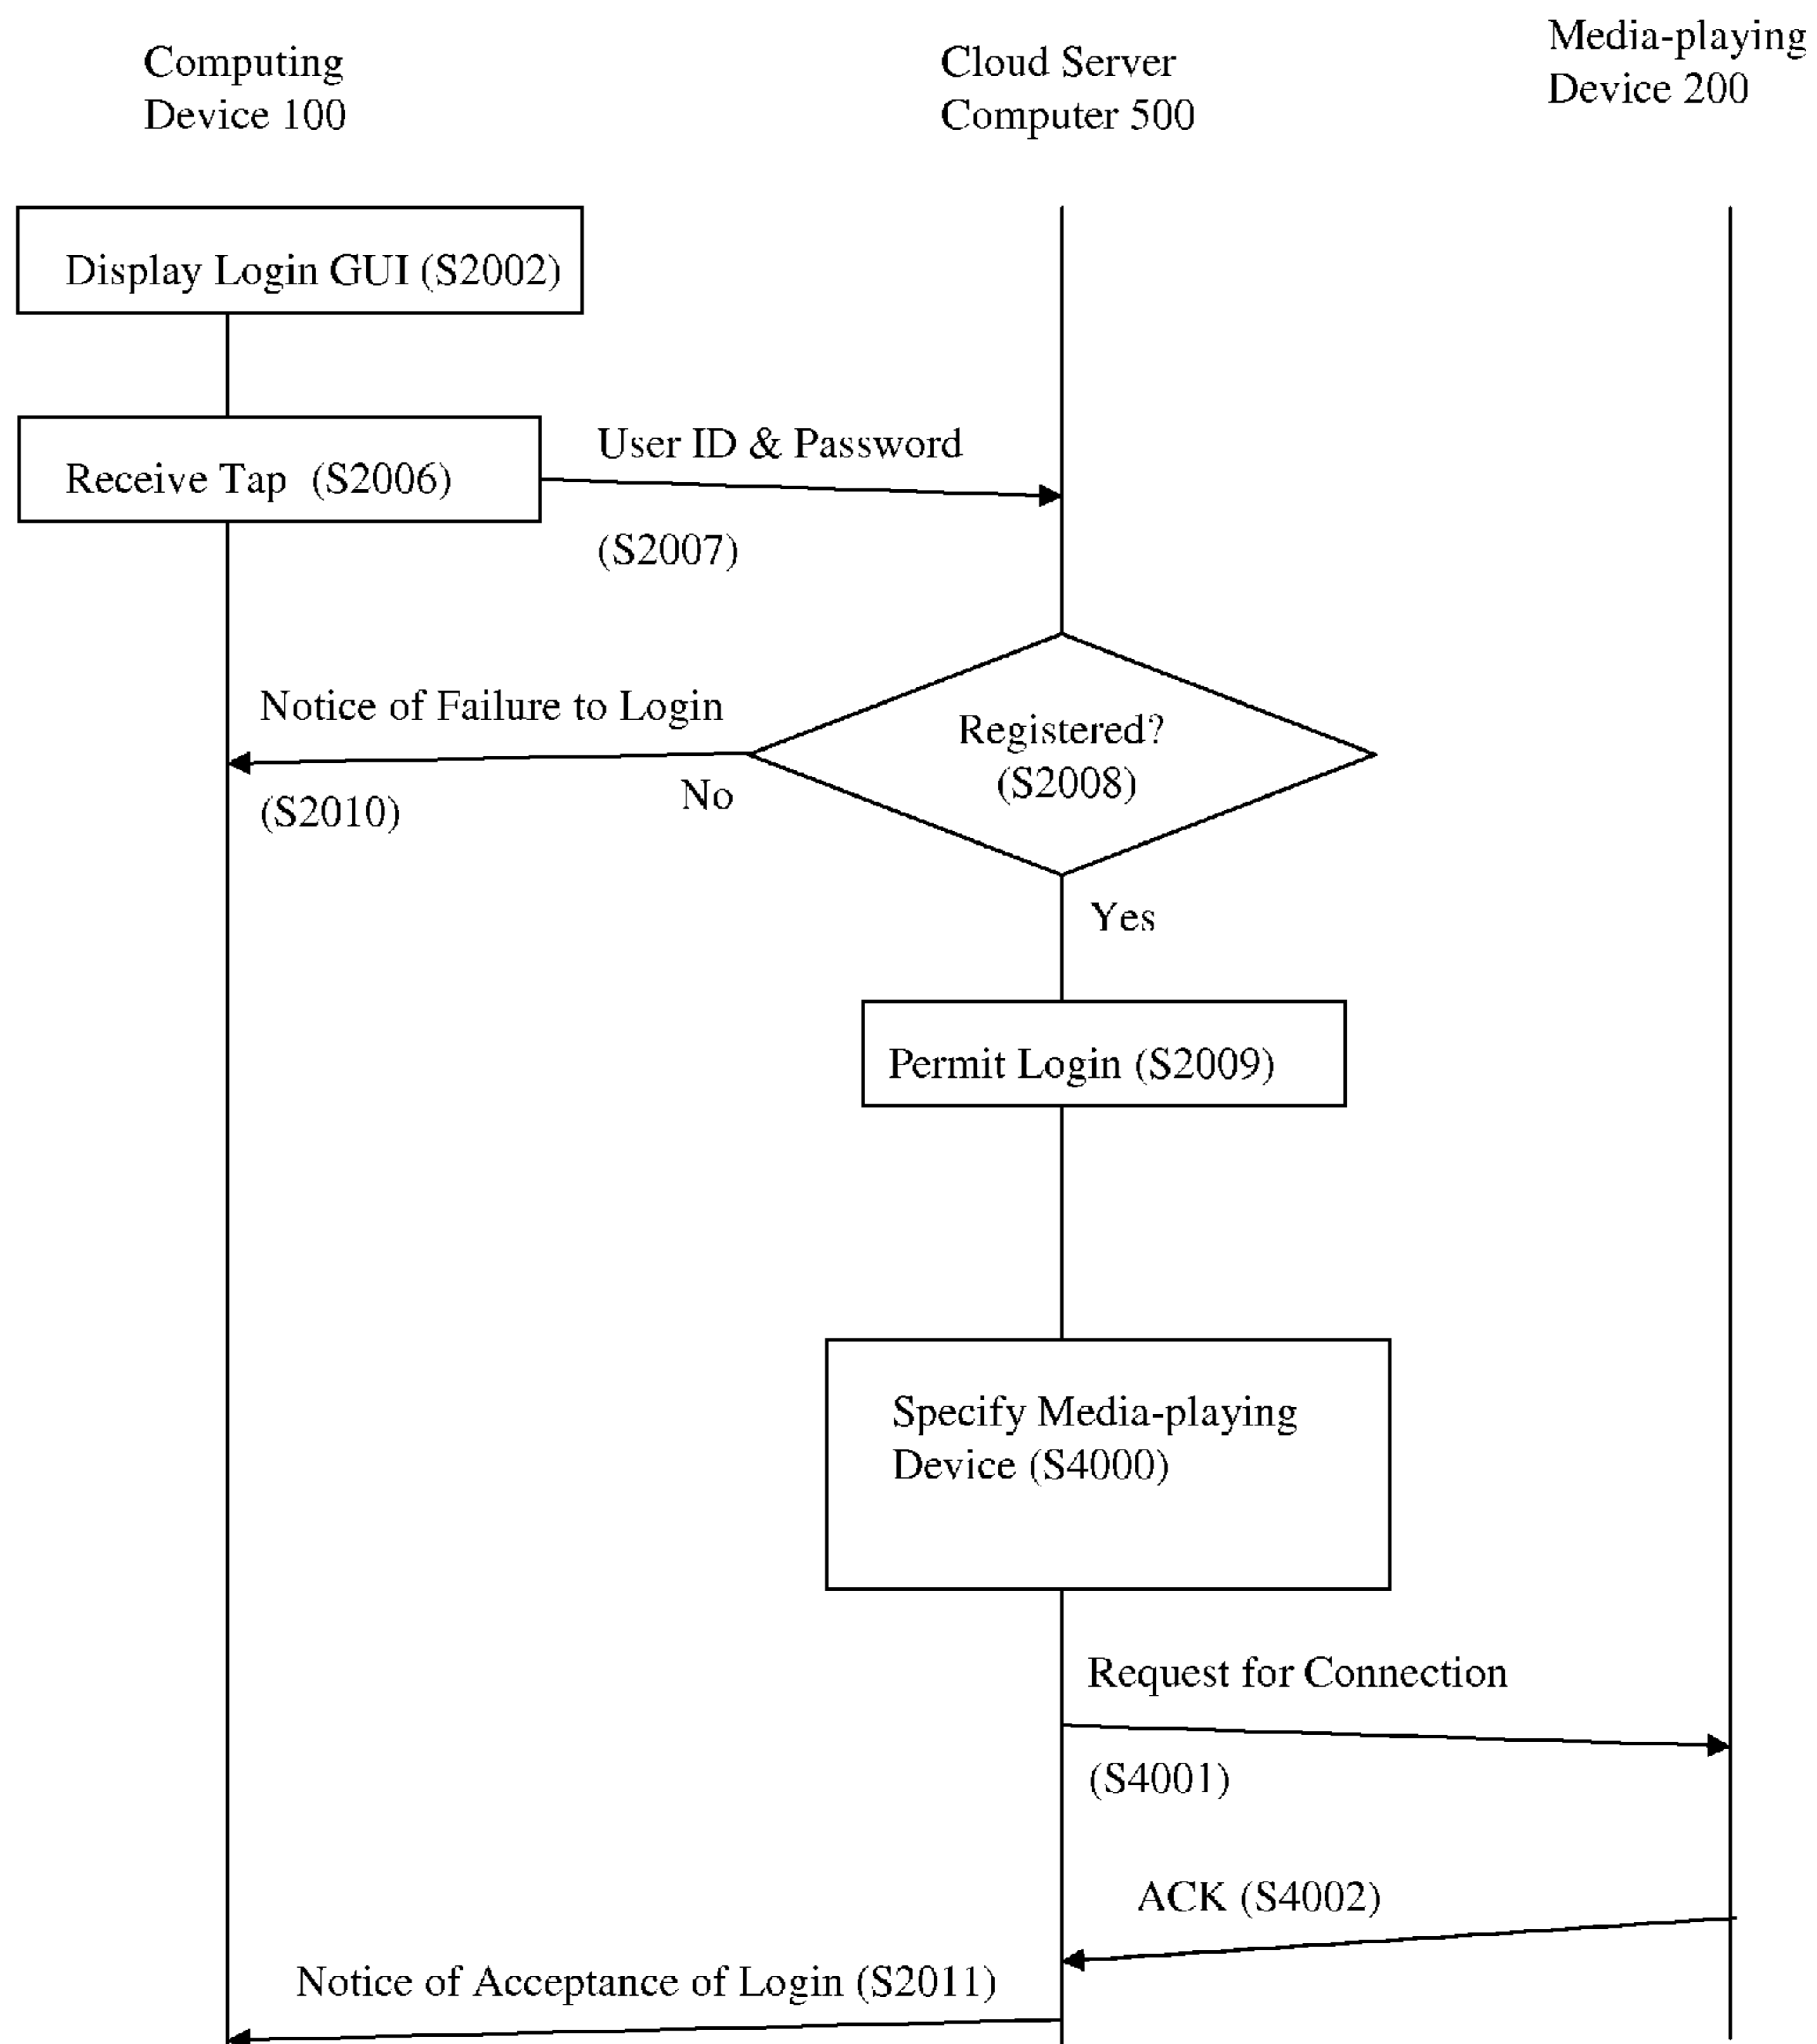 Computing
Device 100
Cloud Server
Computer 500
Media-playing
Device 200
Display Login GUI (S2002)
Receive Tap (S2006)
User ID & Password
(S2007)
Notice of Failure to Login
(S2010)
No
Registered?
(S2008)
Yes
Permit Login (S2009)
Specify Media-playing
Device (S4000)
Request for Connection
(S4001)
ACK (S4002)
Notice of Acceptance of Login (S2011)